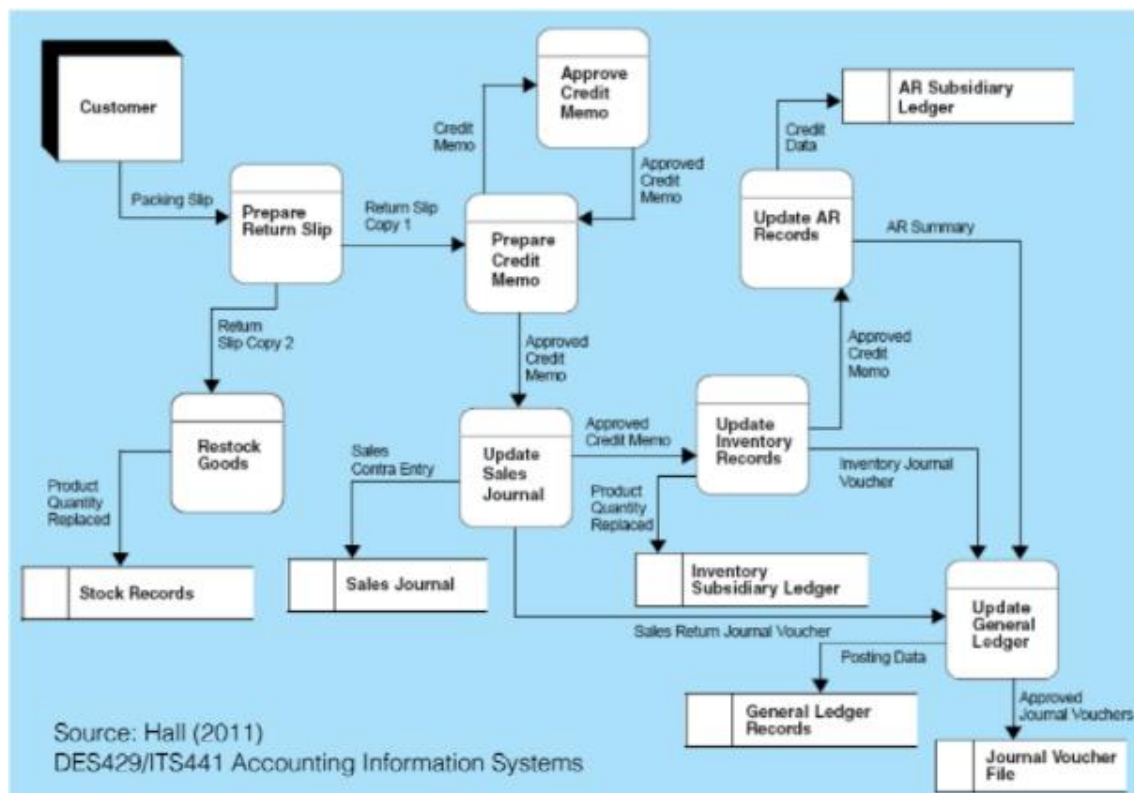 Customer
Approve
Credit
Memo
AR Subsidiary
Ledger
Credit
Memo
Approved
Credit
Memo
Credit
Data
Packing Slip
Prepare
Return Slip
Return Slip
Copy 1
Prepare
Credit
Memo
Update AR
Records
AR Summary
Return
Slip Copy 2
Approved
Credit
Memo
Approved
Credit
Memo
Restock
Goods
Sales
Contra Entry
Update
Sales
Journal
Approved
Credit Memo
Update
Inventory
Records
Inventory Journal
Voucher
Product
Quantity
Replaced
Product
Quantity
Replaced
Stock Records
Sales Journal
Inventory
Subsidiary Ledger
Update
General
Ledger
Sales Return Journal Voucher
Posting Data
Approved
Journal Vouchers
General Ledger
Records
Journal Voucher
File
Source: Hall (2011)
DES429/ITS441 Accounting Information Systems